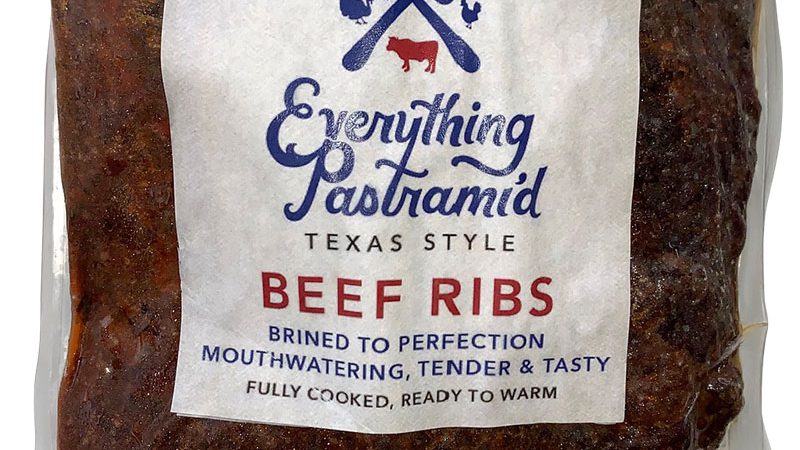 Everything
Pastrami'd
TEXAS STYLE
BEEF RIBS
BRINED TO PERFECTION
MOUTHWATERING, TENDER & TASTY
FULLY COOKED, READY TO WARM